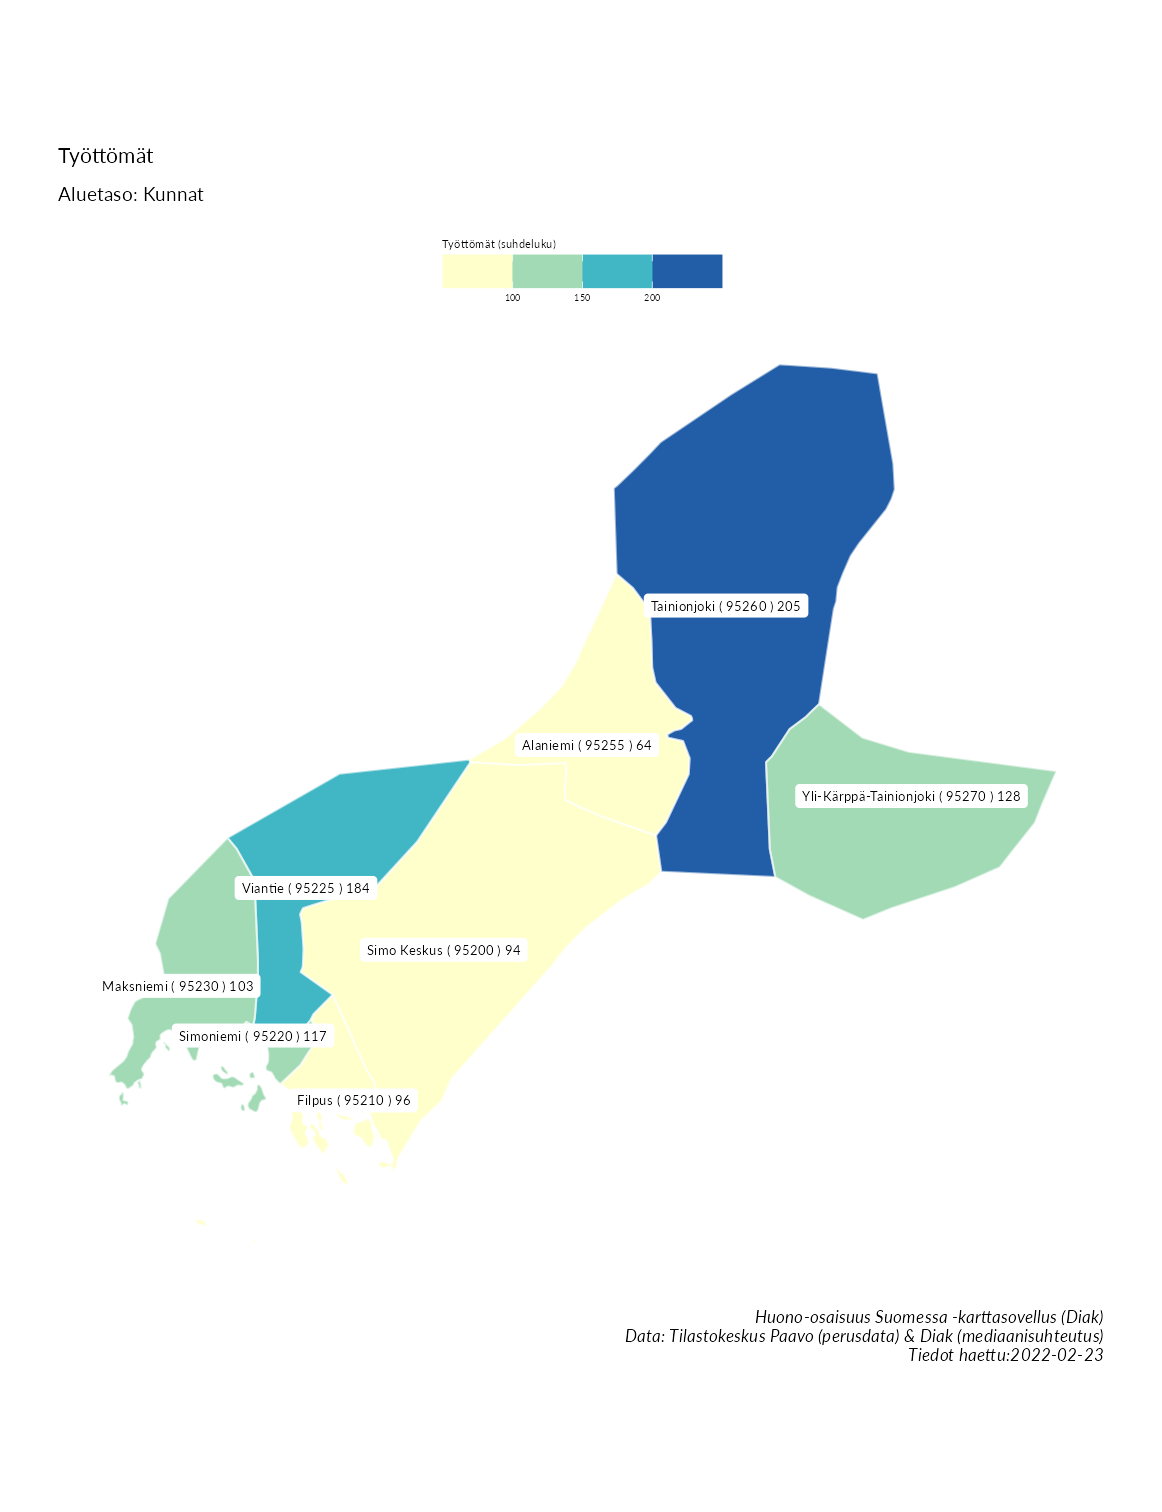 Työttömät
Aluetaso: Kunnat
Työttömät (suhdeluku)
100 150 200
Tainionjoki ( 95260 ) 205
Alaniemi ( 95255 ) 64
Yli-Kärppä-Tainionjoki ( 95270 ) 128
Viantie ( 95225 ) 184
Simo Keskus ( 95200 ) 94
Maksniemi ( 95230 ) 103
Simoniemi ( 95220 ) 117
Filpus ( 95210 ) 96
Huono-osaisuus Suomessa -karttasovellus (Diak)
Data: Tilastokeskus Paavo (perusdata) & Diak (mediaanisuhteutus)
Tiedot haettu:2022-02-23